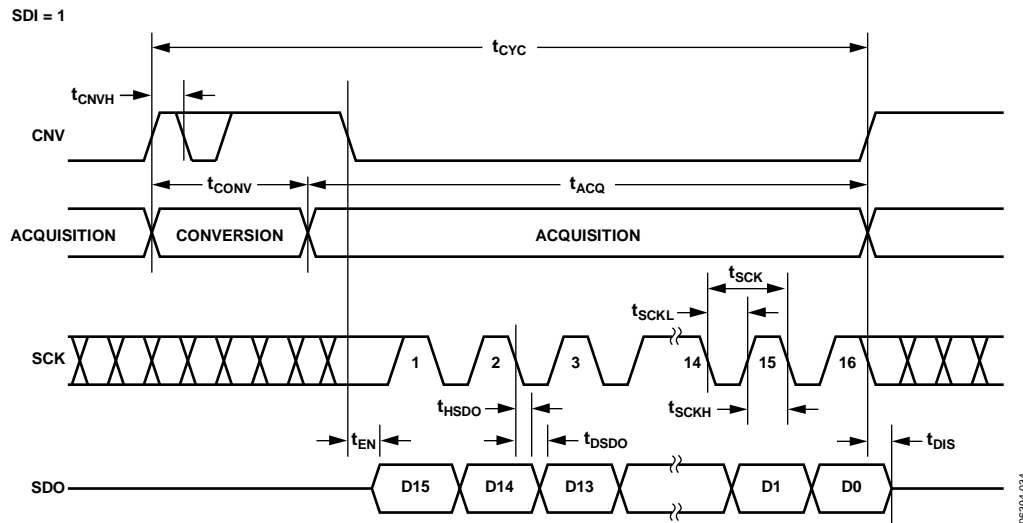 SDI = 1
tCYC
tCNVH
CNV
tCONV tACQ
ACQUISITION CONVERSION ACQUISITION
tSCK
tSCKL
SCK 1 2 3 14 15 16
tHSDO tSCKH
tEN tDSDO tDIS
SDO D15 D14 D13 D1 D0
06394-034